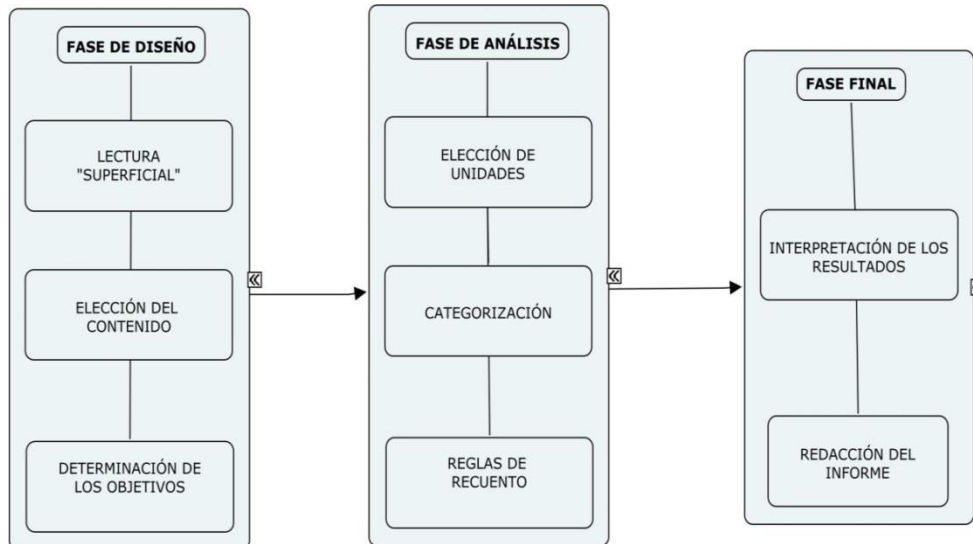 FASE DE DISEÑO
LECTURA
"SUPERFICIAL"
ELECCIÓN DEL
CONTENIDO
DETERMINACIÓN DE
LOS OBJETIVOS
FASE DE ANÁLISIS
ELECCIÓN DE
UNIDADES
CATEGORIZACIÓN
REGLAS DE
RECUENTO
FASE FINAL
INTERPRETACIÓN DE LOS
RESULTADOS
REDACCIÓN DEL
INFORME